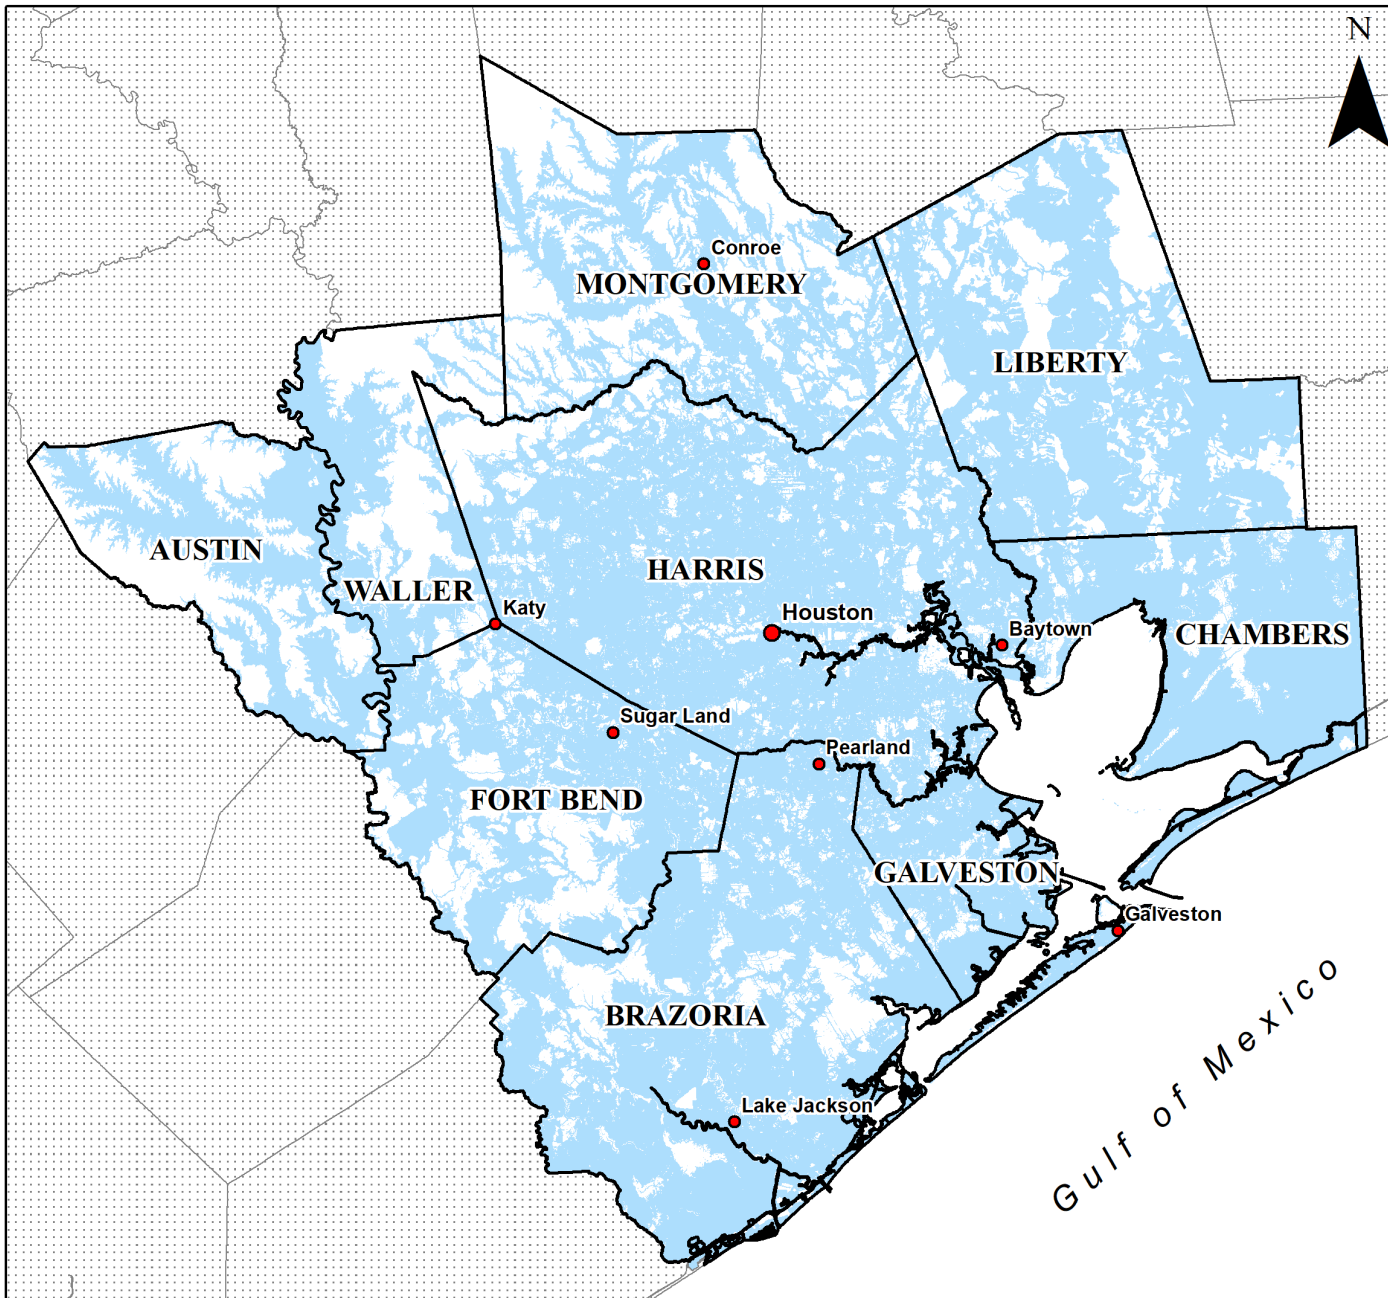 N
Conroe
MONTGOMERY
LIBERTY
AUSTIN
WALLER
HARRIS
Katy
Houston
Baytown
CHAMBERS
Sugar Land
Pearland
FORT BEND
GALVESTON
Galveston
BRAZORIA
Lake Jackson
Gulf of Mexico